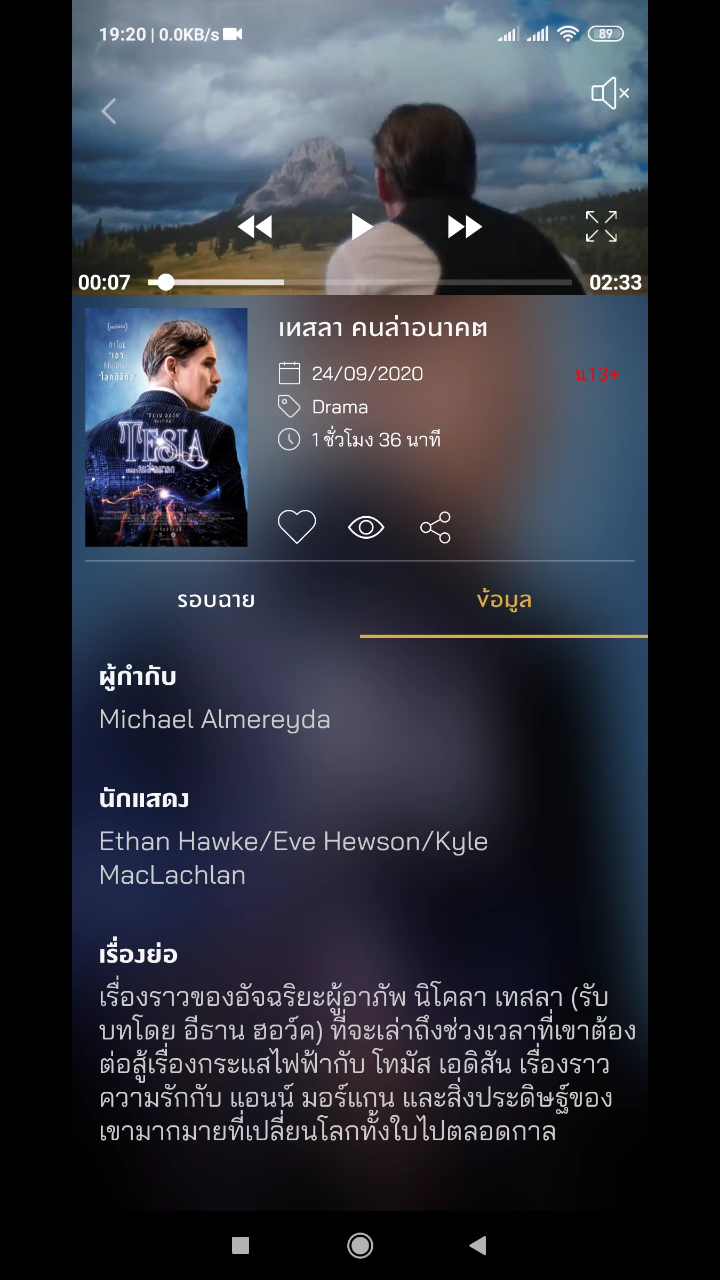 19:20 | 0.0KB/s
89
00:07
02:33
เทสลา คนล่าอนาคต
24/09/2020
น13+
Drama
1 ชั่วโมง 36 นาที
TESLA
รอบฉาย
ข้อมูล
ผู้กำกับ
Michael Almereyda
นักแสดง
Ethan Hawke/Eve Hewson/Kyle
MacLachlan
เรื่องย่อ
เรื่องราวของอัจฉริยะผู้อาภัพ นิโคลา เทสลา (รับ
บทโดย อีธาน ฮอว์ค) ที่จะเล่าถึงช่วงเวลาที่เขาต้อง
ต่อสู้เรื่องกระแสไฟฟ้ากับ โทมัส เอดิสัน เรื่องราว
ความรักกับ แอนน์ มอร์แกน และสิ่งประดิษฐ์ของ
เขามากมายที่เปลี่ยนโลกทั้งใบไปตลอดกาล